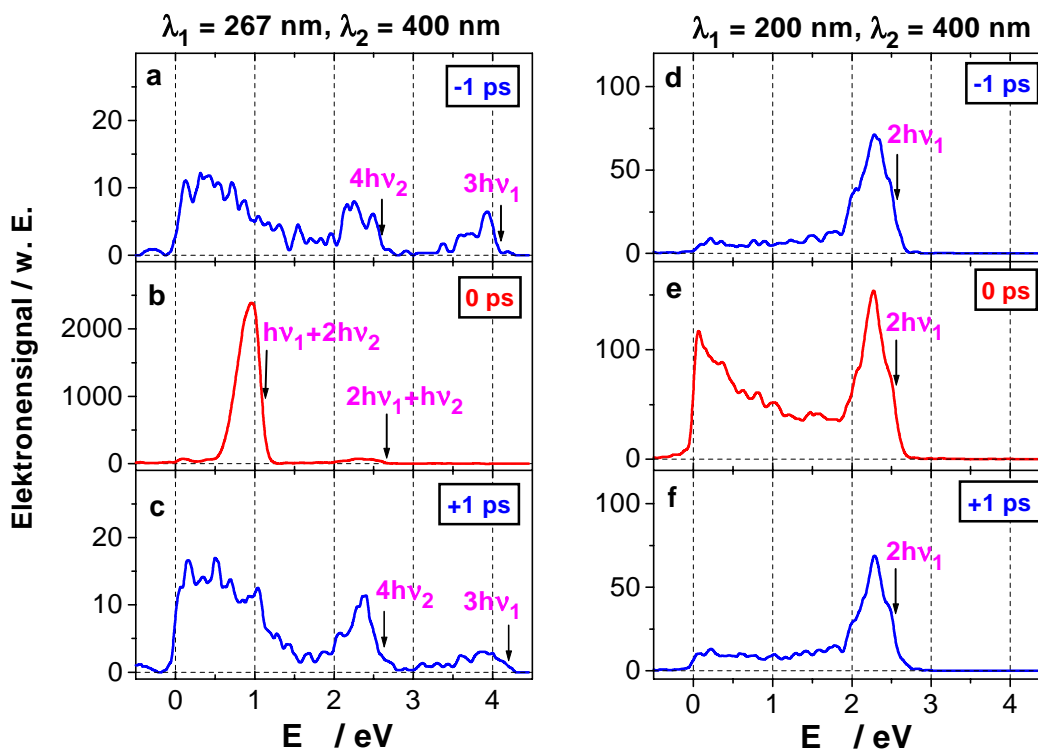 λ₁ = 267 nm, λ₂ = 400 nm
λ₁ = 200 nm, λ₂ = 400 nm
Elektronensignal / w. E.
a
-1 ps
20
10
0
4hν₂
3hν₁
b
0 ps
2000
1000
0
hν₁+2hν₂
2hν₁+hν₂
c
+1 ps
20
10
0
4hν₂
3hν₁
0 1 2 3 4
E / eV
d
-1 ps
100
50
0
2hν₁
e
0 ps
100
0
2hν₁
f
+1 ps
100
50
0
2hν₁
0 1 2 3 4
E / eV